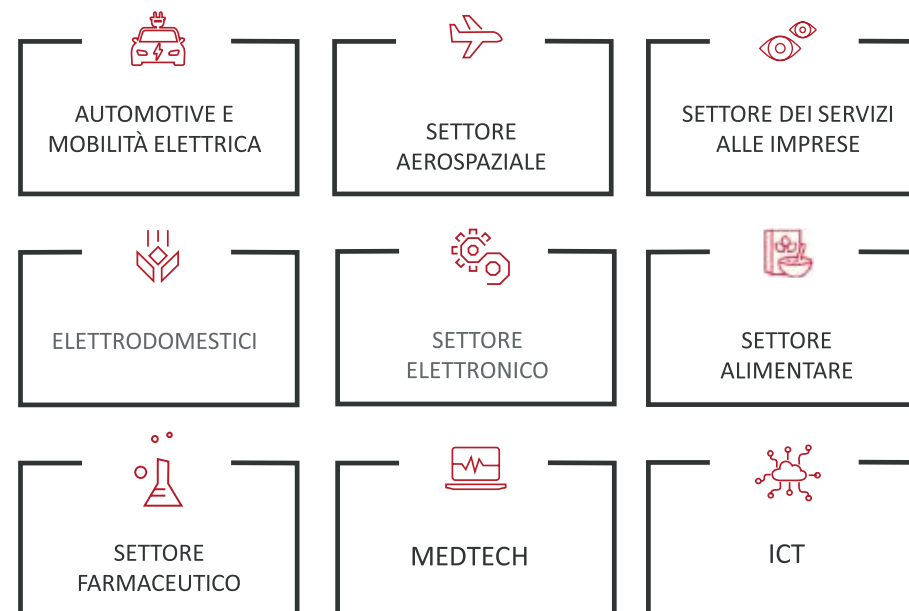 AUTOMOTIVE E
MOBILITÀ ELETTRICA
SETTORE
AEROSPAZIALE
SETTORE DEI SERVIZI
ALLE IMPRESE
ELETTRODOMESTICI
SETTORE
ELETTRONICO
SETTORE
ALIMENTARE
SETTORE
FARMACEUTICO
MEDTECH
ICT